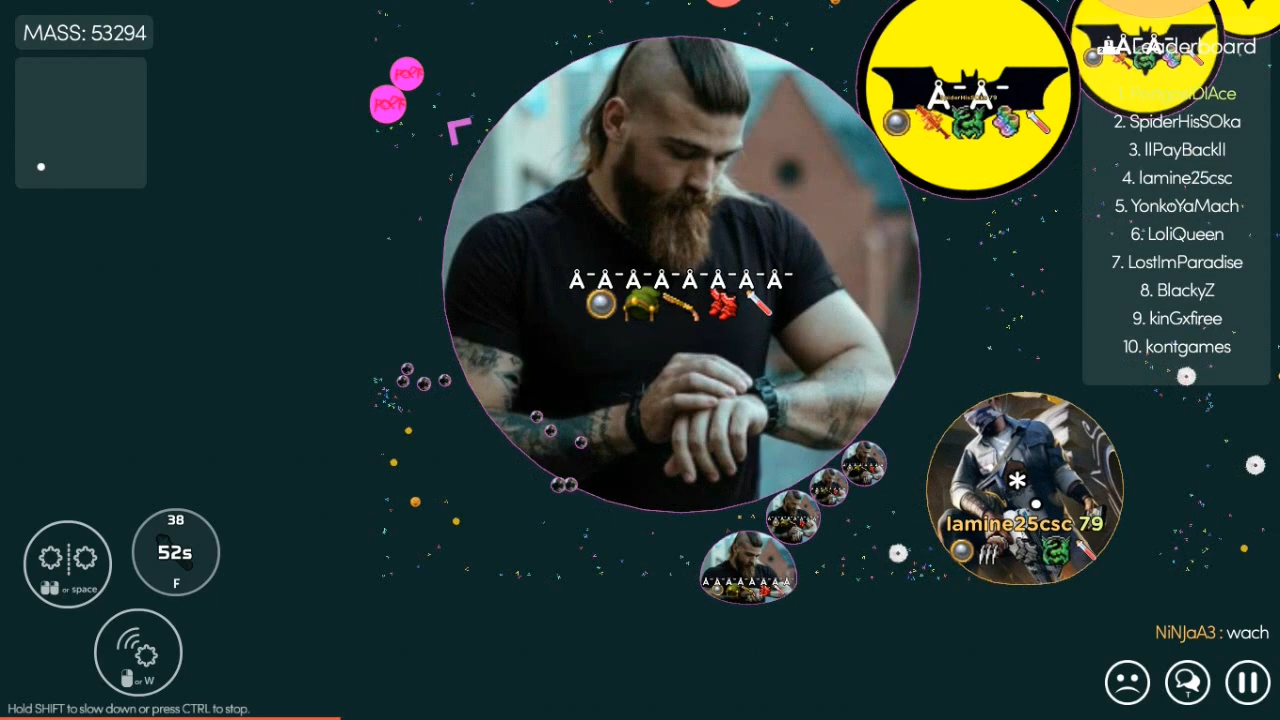 MASS: 53294
Leaderboard
2. SpiderHisSOka
3. llPayBackll
4. lamine25csc
5. YonkoYaMach
6. LoliQueen
7. LostImParadise
8. BlackyZ
9. kinGxfiree
10. kontgames
Å¯Å¯
Å¯Å¯Å¯Å¯Å¯Å¯Å¯Å¯
lamine25csc 79
38
52s
F
or space
or W
NiNJaA3 : wach
T
Hold SHIFT to slow down or press CTRL to stop.